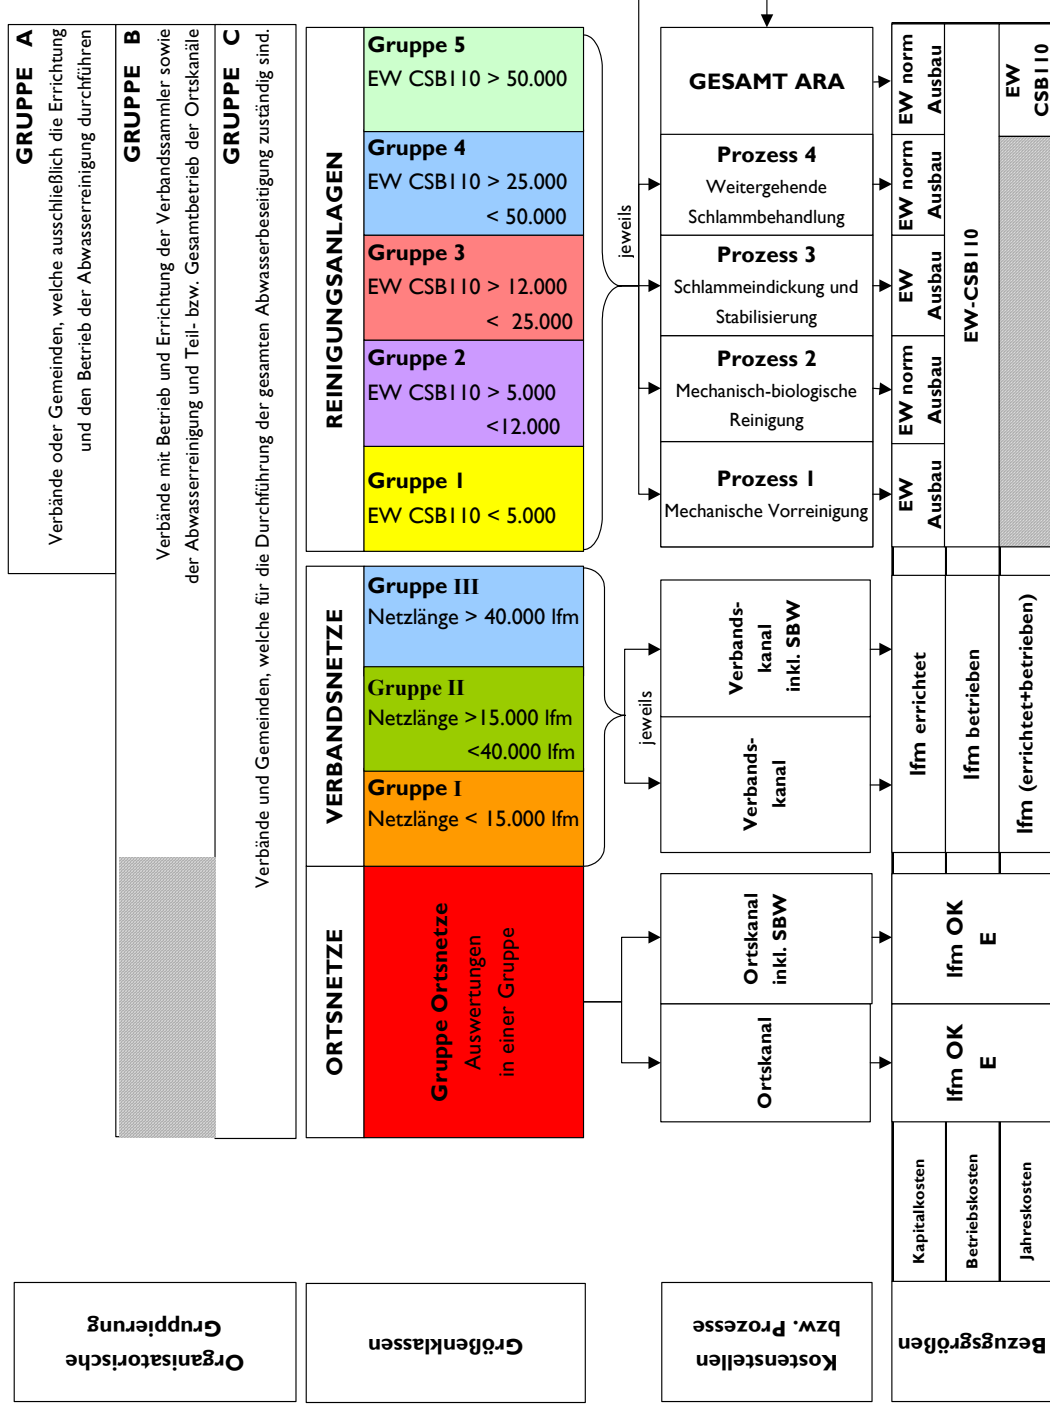 Organisatorische
Gruppierung
GRUPPE A
Verbände oder Gemeinden, welche ausschließlich die Errichtung
und den Betrieb der Abwasserreinigung durchführen
GRUPPE B
Verbände mit Betrieb und Errichtung der Verbandssammler sowie
der Abwasserreinigung und Teil- bzw. Gesamtbetrieb der Ortskanäle
GRUPPE C
Verbände und Gemeinden, welche für die Durchführung der gesamten Abwasserbeseitigung zuständig sind.
Größenklassen
ORTSNETZE
Gruppe Ortsnetze
Auswertungen
in einer Gruppe
VERBANDSNETZE
Gruppe I
Netzlänge < 15.000 lfm
Gruppe II
Netzlänge >15.000 lfm
<40.000 lfm
Gruppe III
Netzlänge > 40.000 lfm
REINIGUNGSANLAGEN
Gruppe 1
EW CSB110 < 5.000
Gruppe 2
EW CSB110 > 5.000
<12.000
Gruppe 3
EW CSB110 > 12.000
< 25.000
Gruppe 4
EW CSB110 > 25.000
< 50.000
Gruppe 5
EW CSB110 > 50.000
jeweils
jeweils
Kostenstellen
bzw. Prozesse
Ortskanal
Ortskanal
inkl. SBW
Verbands-
kanal
Verbands-
kanal
inkl. SBW
Prozess 1
Mechanische Vorreinigung
Prozess 2
Mechanisch-biologische
Reinigung
Prozess 3
Schlammeindickung und
Stabilisierung
Prozess 4
Weitergehende
Schlammbehandlung
GESAMT ARA
Bezugsgrößen
Kapitalkosten
Betriebskosten
Jahreskosten
lfm OK
E
lfm OK
E
lfm errichtet
lfm betrieben
lfm (errichtet+betrieben)
EW
Ausbau
EW norm
Ausbau
EW
Ausbau
EW norm
Ausbau
EW norm
Ausbau
EW-CSB110
EW
CSB110